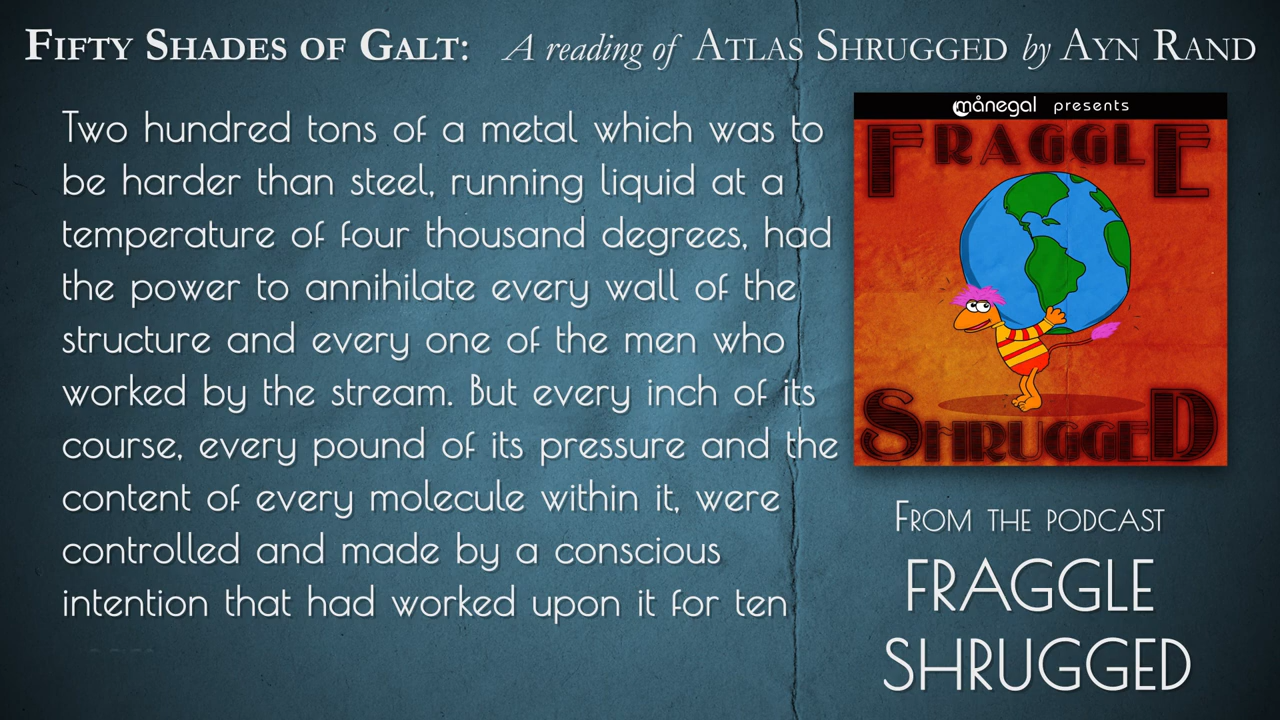 FIFTY SHADES OF GALT: A reading of ATLAS SHRUGGED by AYN RAND
Two hundred tons of a metal which was to
be harder than steel, running liquid at a
temperature of four thousand degrees, had
the power to annihilate every wall of the
structure and every one of the men who
worked by the stream. But every inch of its
course, every pound of its pressure and the
content of every molecule within it, were
controlled and made by a conscious
intention that had worked upon it for ten
månegal presents
FRAGGLE
SHRUGGED
FROM THE PODCAST
FRAGGLE
SHRUGGED